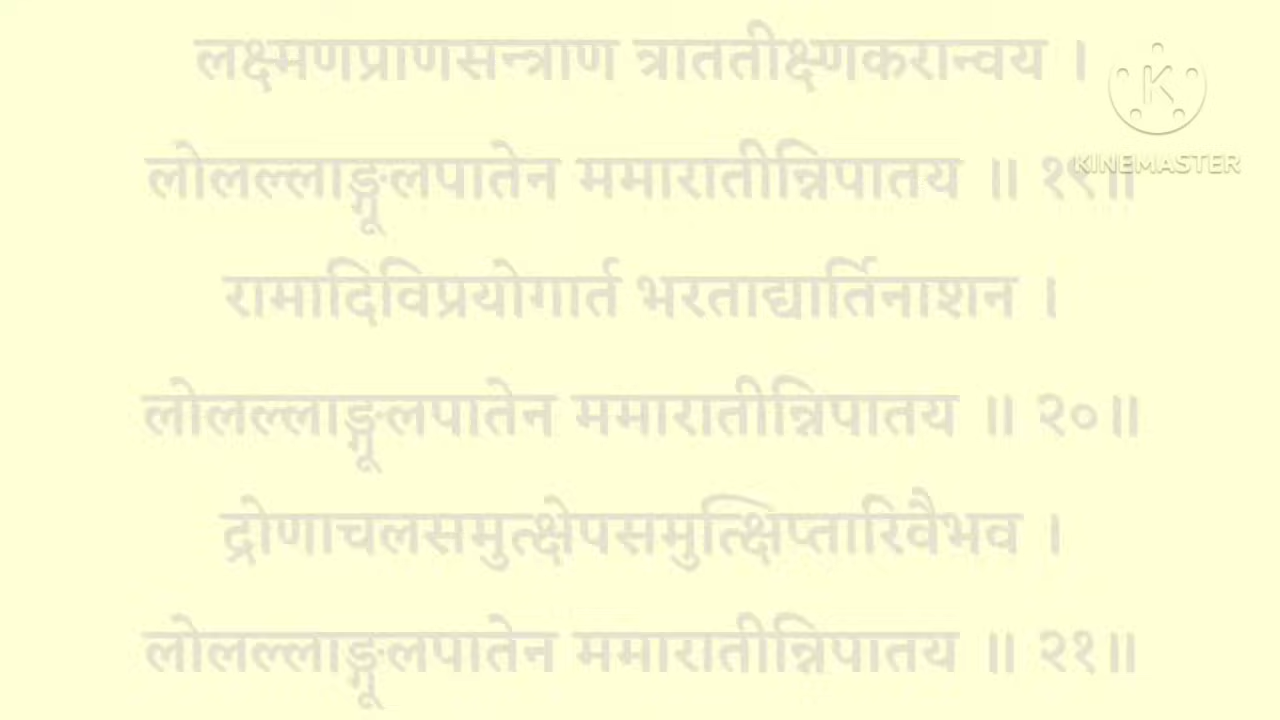 लक्ष्मणप्राणसन्त्राण त्राततीक्ष्णकरान्वय ।
लोलल्लाङ्गूलपातेन ममारातीन्निपातय ॥ १९॥
रामादिविप्रयोगार्त भरताद्यार्तिनाशन ।
लोलल्लाङ्गूलपातेन ममारातीन्निपातय ॥ २०॥
द्रोणाचलसमुत्क्षेपसमुत्क्षिप्तारिवैभव ।
लोलल्लाङ्गूलपातेन ममारातीन्निपातय ॥ २१॥
K
KINEMASTER